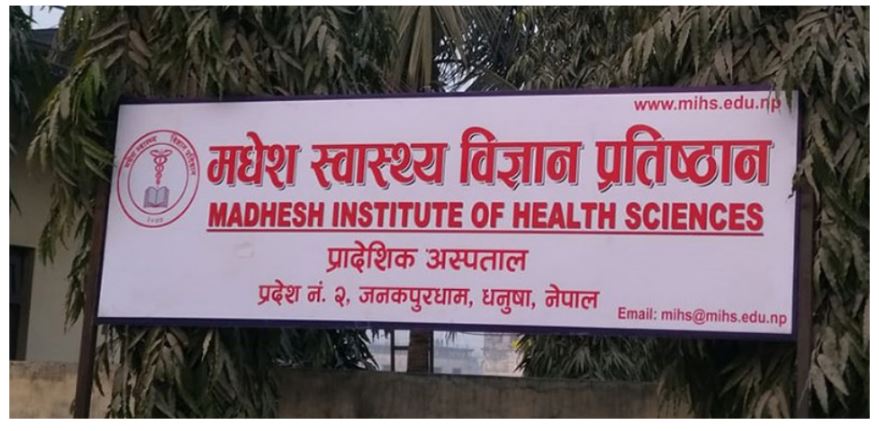 www.mihs.edu.np
मधेश स्वास्थ्य विज्ञान प्रतिष्ठान
MADHESH INSTITUTE OF HEALTH SCIENCES
प्रादेशिक अस्पताल
प्रदेश नं. २, जनकपुरधाम, धनुषा, नेपाल
Email: mihs@mihs.edu.np